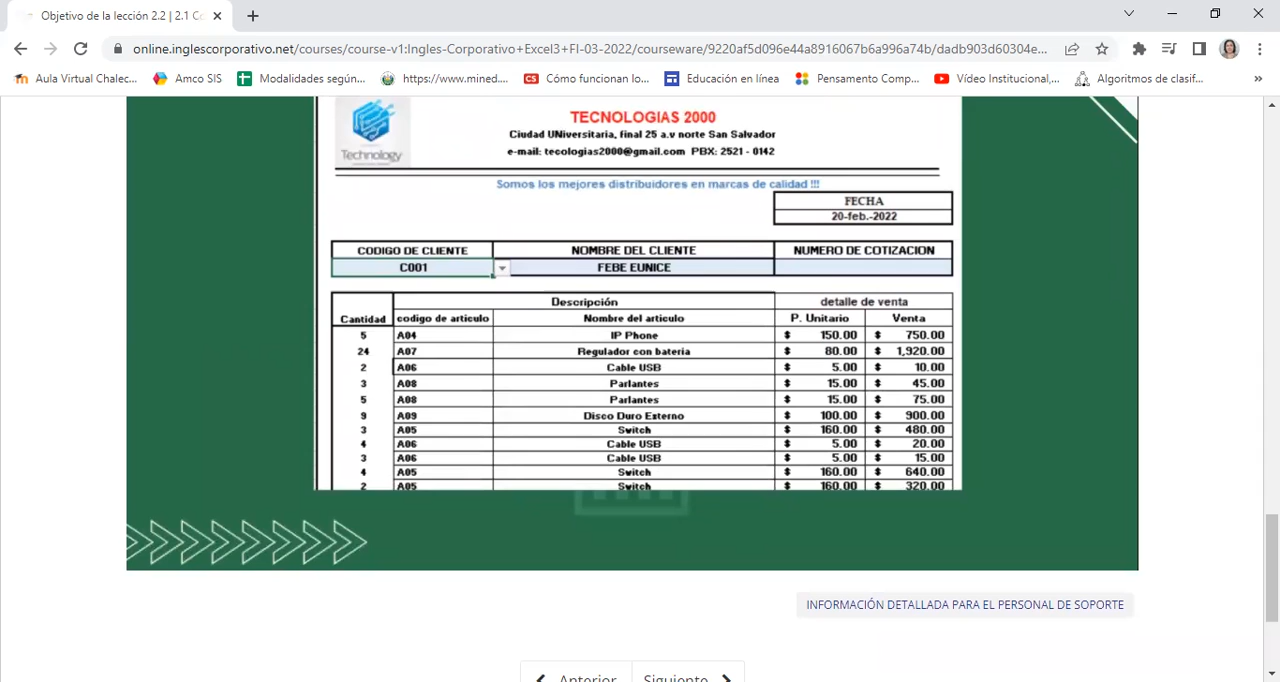 Objetivo de la lección 2.2 | 2.1 Co
online.inglescorporativo.net/courses/course-v1:Ingles-Corporativo+Excel3+FI-03-2022/courseware/9220af5d096e44a8916067b6a996a74b/dadb903d60304e...
Aula Virtual Chalec... Amco SIS Modalidades según... https://www.mined.... CS Cómo funcionan lo... Educación en línea Pensamento Comp... Vídeo Institucional,... Algoritmos de clasif... »
Technology
TECNOLOGIAS 2000
Ciudad UNiversitaria, final 25 a.v norte San Salvador
e-mail: tecologias2000@gmail.com PBX: 2521 - 0142
Somos los mejores distribuidores en marcas de calidad !!!
FECHA
20-feb.-2022
CODIGO DE CLIENTE NOMBRE DEL CLIENTE NUMERO DE COTIZACION
C001 FEBE EUNICE
Descripción detalle de venta
Cantidad codigo de articulo Nombre del articulo P. Unitario Venta
5 A04 IP Phone $ 150.00 $ 750.00
24 A07 Regulador con bateria $ 80.00 $ 1,920.00
2 A06 Cable USB $ 5.00 $ 10.00
3 A08 Parlantes $ 15.00 $ 45.00
5 A08 Parlantes $ 15.00 $ 75.00
9 A09 Disco Duro Externo $ 100.00 $ 900.00
3 A05 Switch $ 160.00 $ 480.00
4 A06 Cable USB $ 5.00 $ 20.00
3 A06 Cable USB $ 5.00 $ 15.00
4 A05 Switch $ 160.00 $ 640.00
2 A05 Switch $ 160.00 $ 320.00
INFORMACIÓN DETALLADA PARA EL PERSONAL DE SOPORTE
Anterior Siguiente